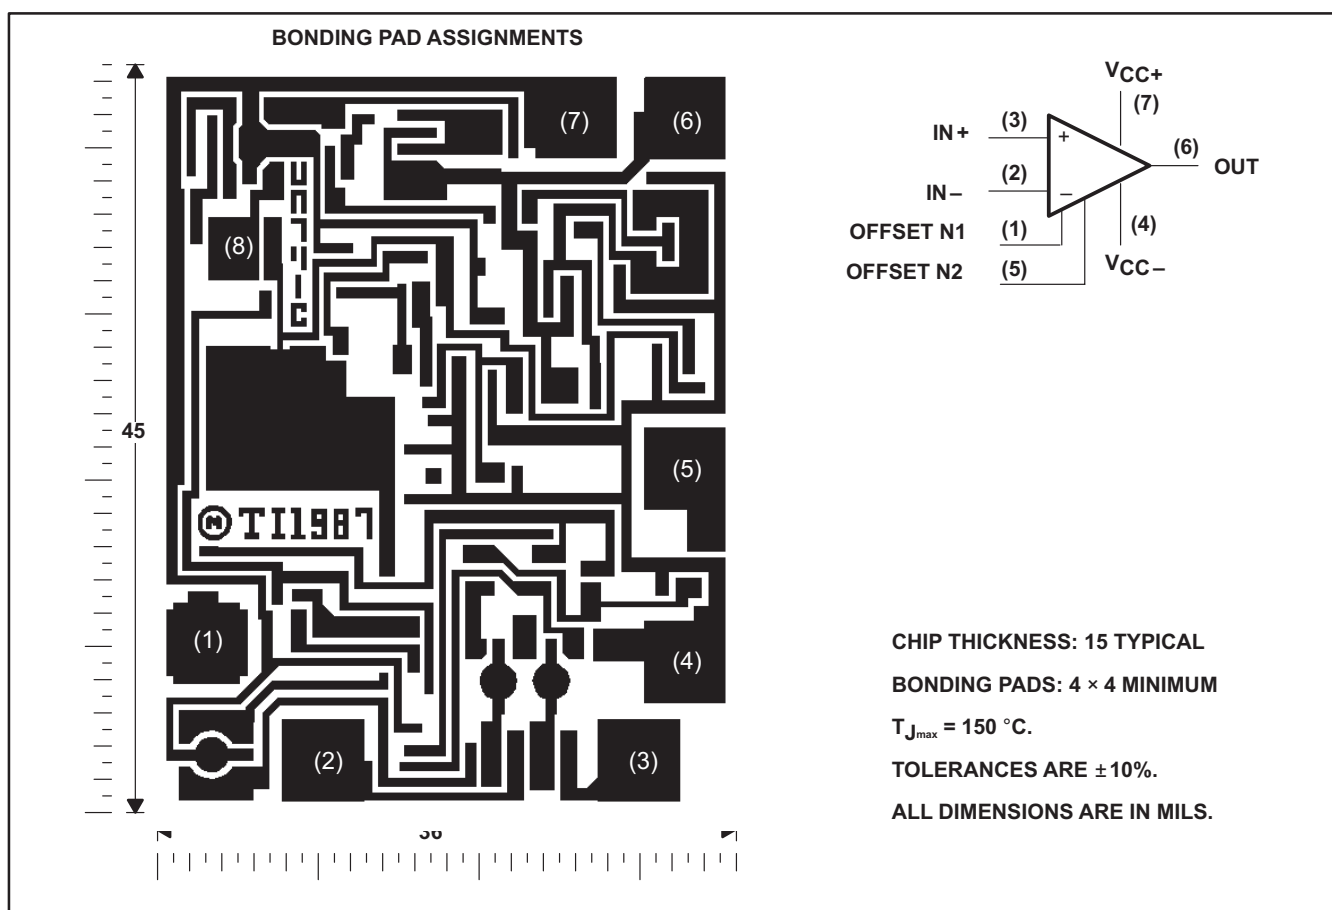 BONDING PAD ASSIGNMENTS
(7)
(6)
(8)
45
(5)
Ⓜ TI1987
(1)
(4)
(2)
(3)
36
VCC+
(7)
IN+
(3)
+
(6)
OUT
(2)
IN−
−
OFFSET N1
(1)
(4)
OFFSET N2
(5)
VCC−
CHIP THICKNESS: 15 TYPICAL
BONDING PADS: 4 × 4 MINIMUM
TJmax = 150 °C.
TOLERANCES ARE ±10%.
ALL DIMENSIONS ARE IN MILS.